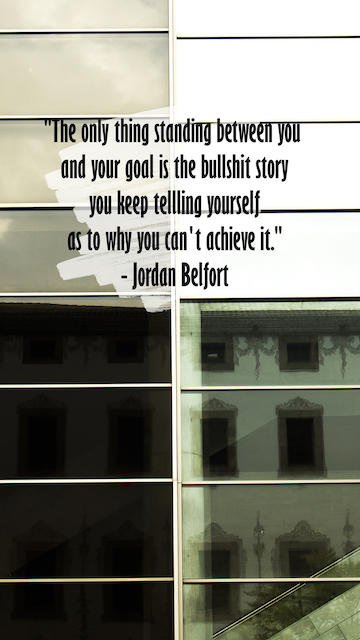 "The only thing standing between you
and your goal is the bullshit story
you keep tellling yourself
as to why you can't achieve it."
- Jordan Belfort